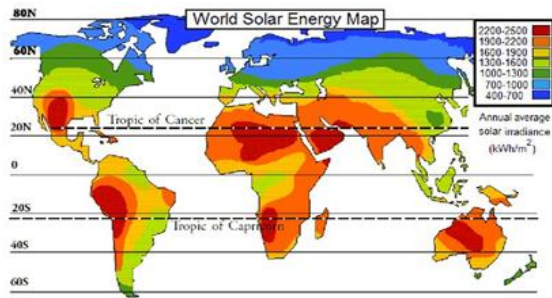 World Solar Energy Map
80N
60N
40N
20N
0
20S
40S
60S
Tropic of Cancer
Tropic of Capricorn
2200-2500
1900-2200
1600-1900
1300-1600
1000-1300
700-1000
400-700
Annual average
solar irradiance
(kWh/m²)